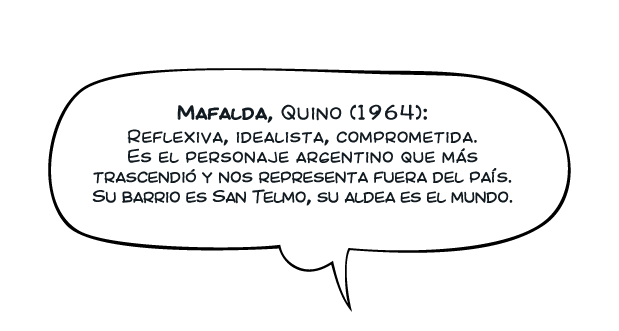 Mafalda, Quino (1964):
Reflexiva, idealista, comprometida.
Es el personaje argentino que más
trascendió y nos representa fuera del país.
Su barrio es San Telmo, su aldea es el mundo.